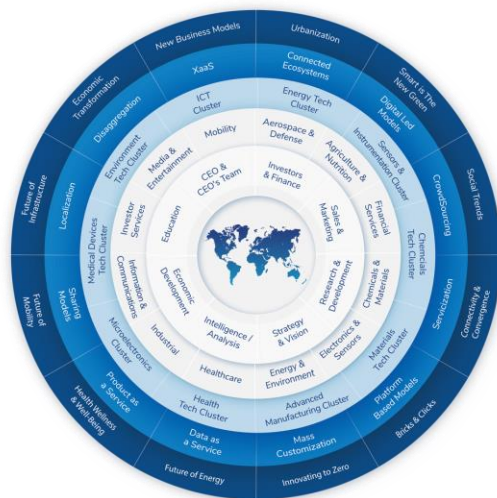 New Business Models
Urbanization
Smart is The
New Green
Social Trends
Connectivity &
Convergence
Bricks & Clicks
Innovating to Zero
Future of Energy
Health Wellness
& Well-Being
Future of
Mobility
Future of
Infrastructure
Economic
Transformation
XaaS
Connected
Ecosystems
Digital Led
Models
CrowdSourcing
Servicization
Platform
Based Models
Mass
Customization
Data as
a Service
Product as
a Service
Sharing
Models
Localization
Disaggregation
ICT
Cluster
Energy Tech
Cluster
Sensors &
Instrumentation Cluster
Chemcials
Tech Cluster
Materials
Tech Cluster
Advanced
Manufacturing Cluster
Health
Tech Cluster
Microelectronics
Cluster
Medical Devices
Tech Cluster
Environment
Tech Cluster
Mobility
Aerospace &
Defense
Agriculture &
Nutrition
Financial
Services
Chemicals &
Materials
Electronics &
Sensors
Energy &
Environment
Healthcare
Industrial
Information &
Communications
Investor
Services
Media &
Entertainment
CEO &
CEO's Team
Investors
& Finance
Sales &
Marketing
Research &
Development
Strategy
& Vision
Intelligence /
Analysis
Economic
Development
Education